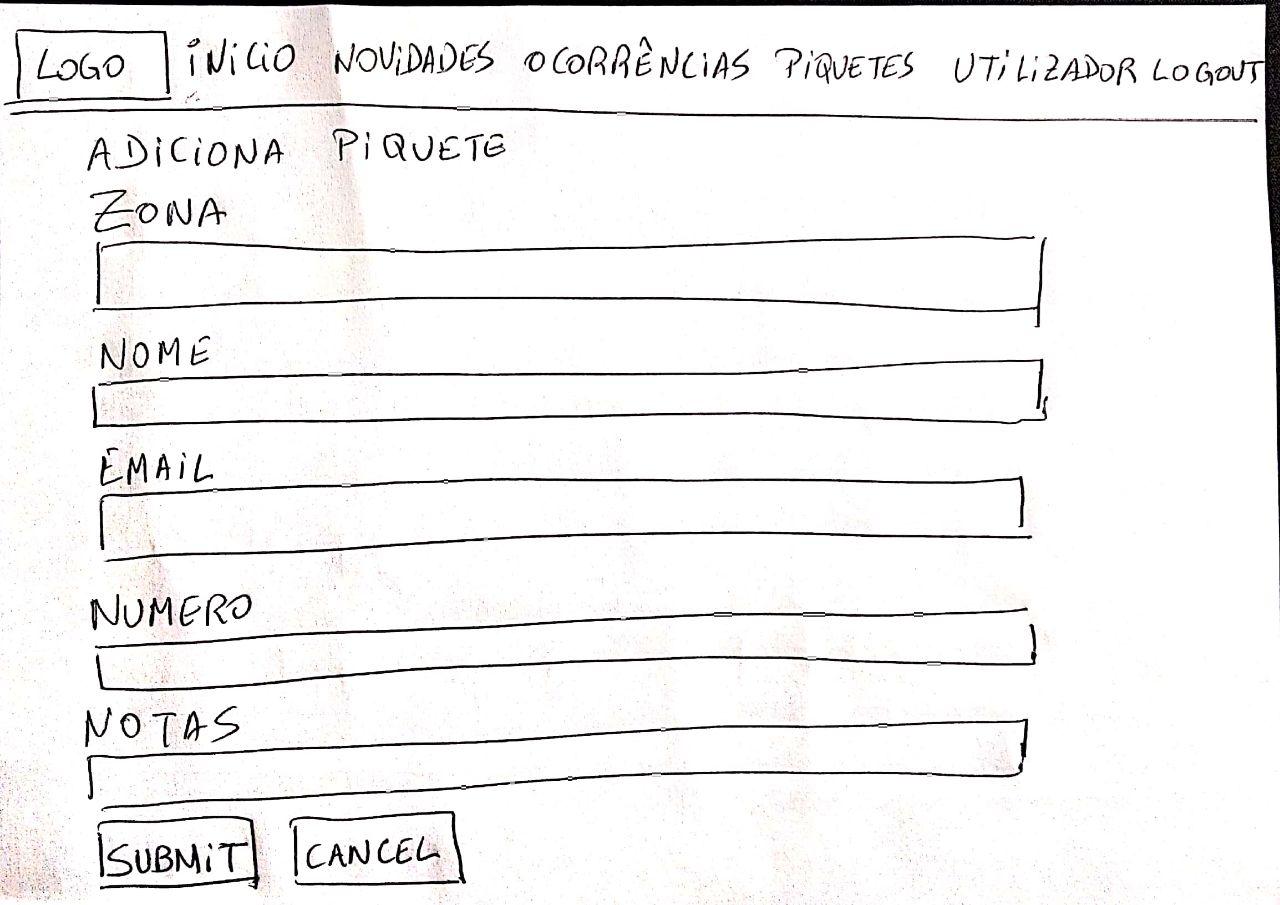 LOGO INICIO NOVIDADES OCORRÊNCIAS PIQUETES UTILIZADOR LOGOUT
ADICIONA PIQUETE
ZONA
NOME
EMAIL
NUMERO
NOTAS
SUBMIT CANCEL